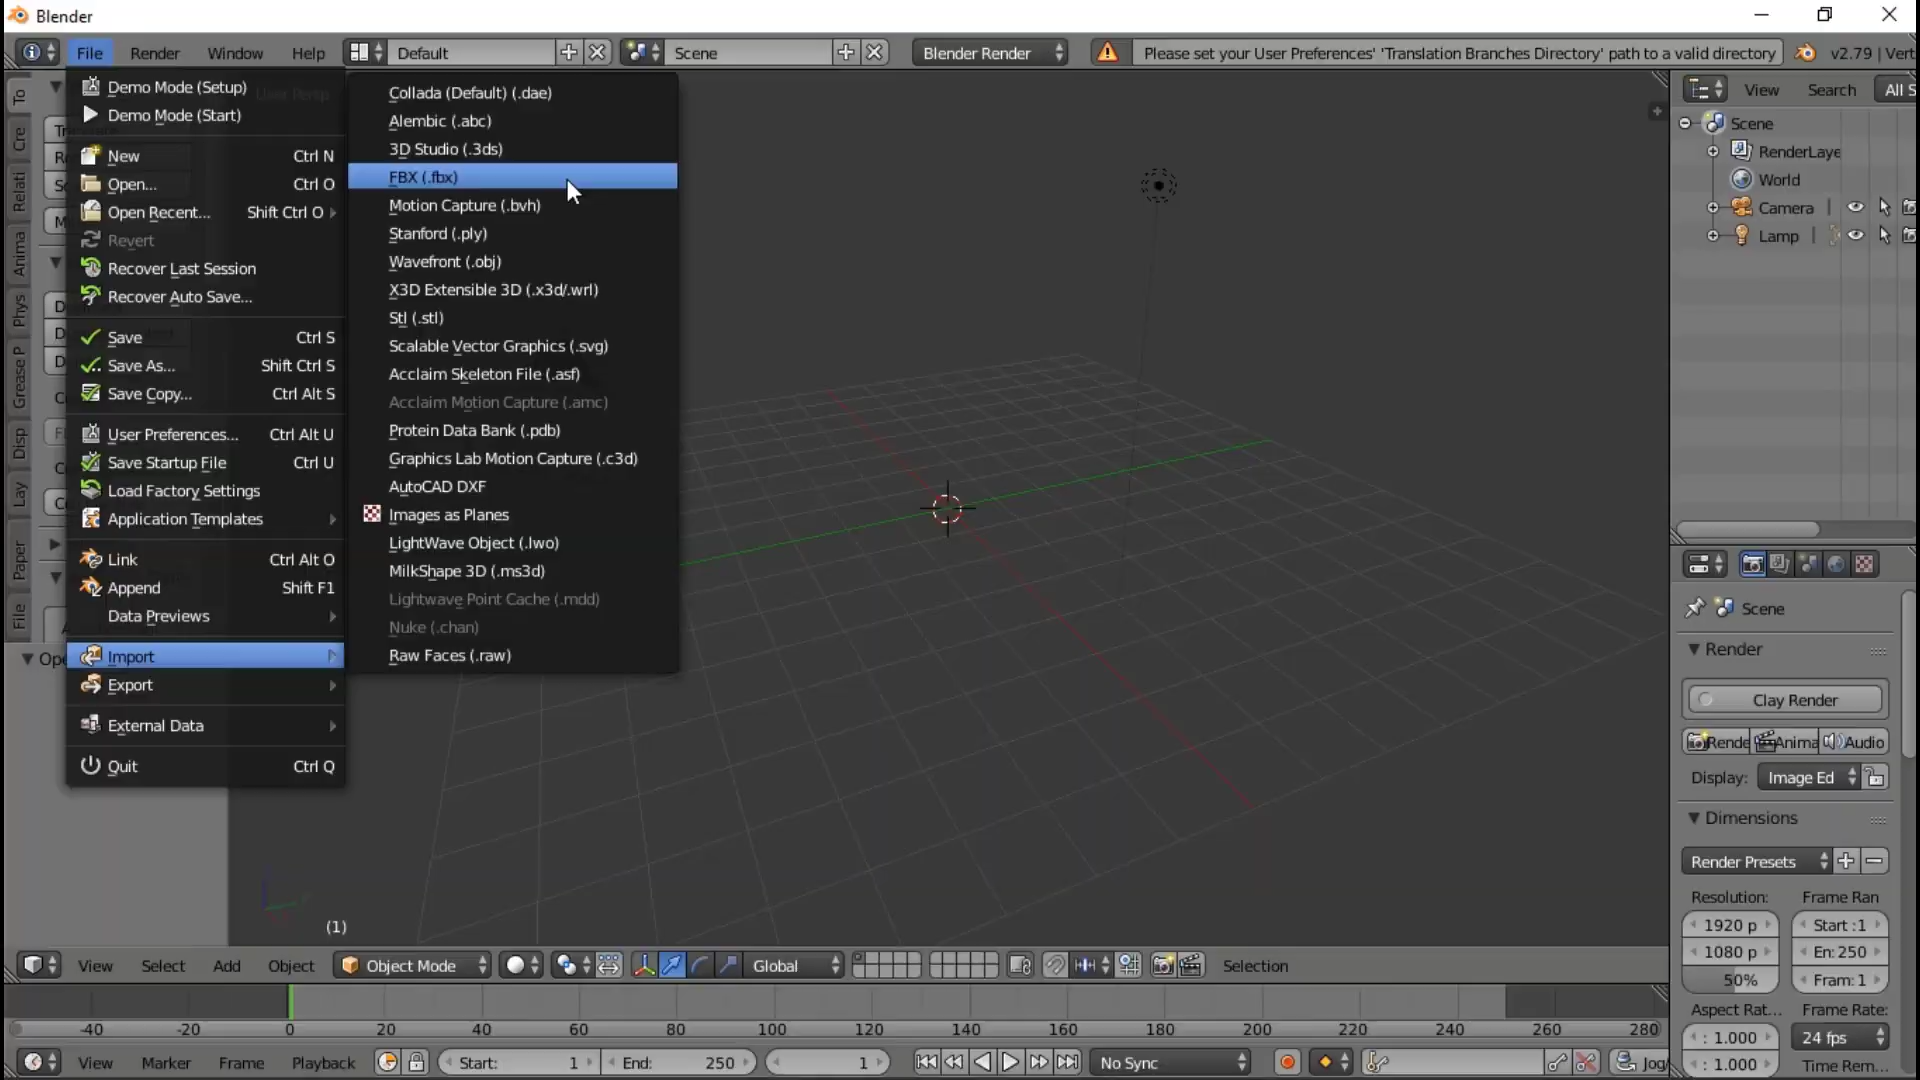 Blender
File Render Window Help Default Scene Blender Render Please set your User Preferences' 'Translation Branches Directory' path to a valid directory v2.79 | Vert
Demo Mode (Setup)
Demo Mode (Start)
New Ctrl N
Open... Ctrl O
Open Recent... Shift Ctrl O
Revert
Recover Last Session
Recover Auto Save...
Save Ctrl S
Save As... Shift Ctrl S
Save Copy... Ctrl Alt S
User Preferences... Ctrl Alt U
Save Startup File Ctrl U
Load Factory Settings
Application Templates
Link Ctrl Alt O
Append Shift F1
Data Previews
Import
Export
External Data
Quit Ctrl Q
Collada (Default) (.dae)
Alembic (.abc)
3D Studio (.3ds)
FBX (.fbx)
Motion Capture (.bvh)
Stanford (.ply)
Wavefront (.obj)
X3D Extensible 3D (.x3d/.wrl)
Stl (.stl)
Scalable Vector Graphics (.svg)
Acclaim Skeleton File (.asf)
Acclaim Motion Capture (.amc)
Protein Data Bank (.pdb)
Graphics Lab Motion Capture (.c3d)
AutoCAD DXF
Images as Planes
LightWave Object (.lwo)
MilkShape 3D (.ms3d)
Lightwave Point Cache (.mdd)
Nuke (.chan)
Raw Faces (.raw)
To
Cre
Relati
Anima
Phys
Grease P
Disp
Lay
Paper
File
Ope
(1)
View Search All S
Scene
RenderLaye
World
Camera
Lamp
Scene
Render
Clay Render
Rende Anima Audio
Display: Image Ed
Dimensions
Render Presets
Resolution: Frame Ran
1920 p Start :1
1080 p En: 250
50% Fram: 1
Aspect Rat... Frame Rate:
: 1.000 24 fps
: 1.000 Time Rem...
View Select Add Object Object Mode Global Selection
-40 -20 0 20 40 60 80 100 120 140 160 180 200 220 240 260 280
View Marker Frame Playback Start: 1 End: 250 1 No Sync Jog/